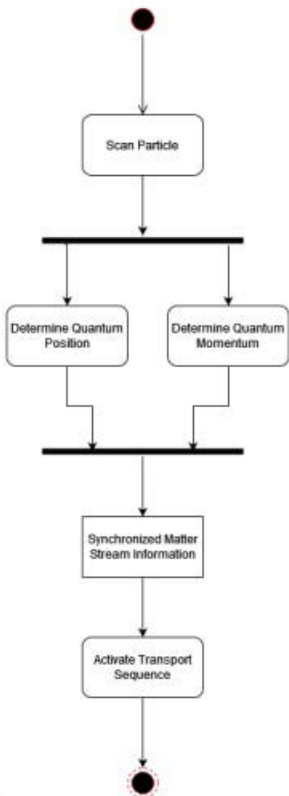 Scan Particle
Determine Quantum
Position
Determine Quantum
Momentum
Synchronized Matter
Stream Information
Activate Transport
Sequence